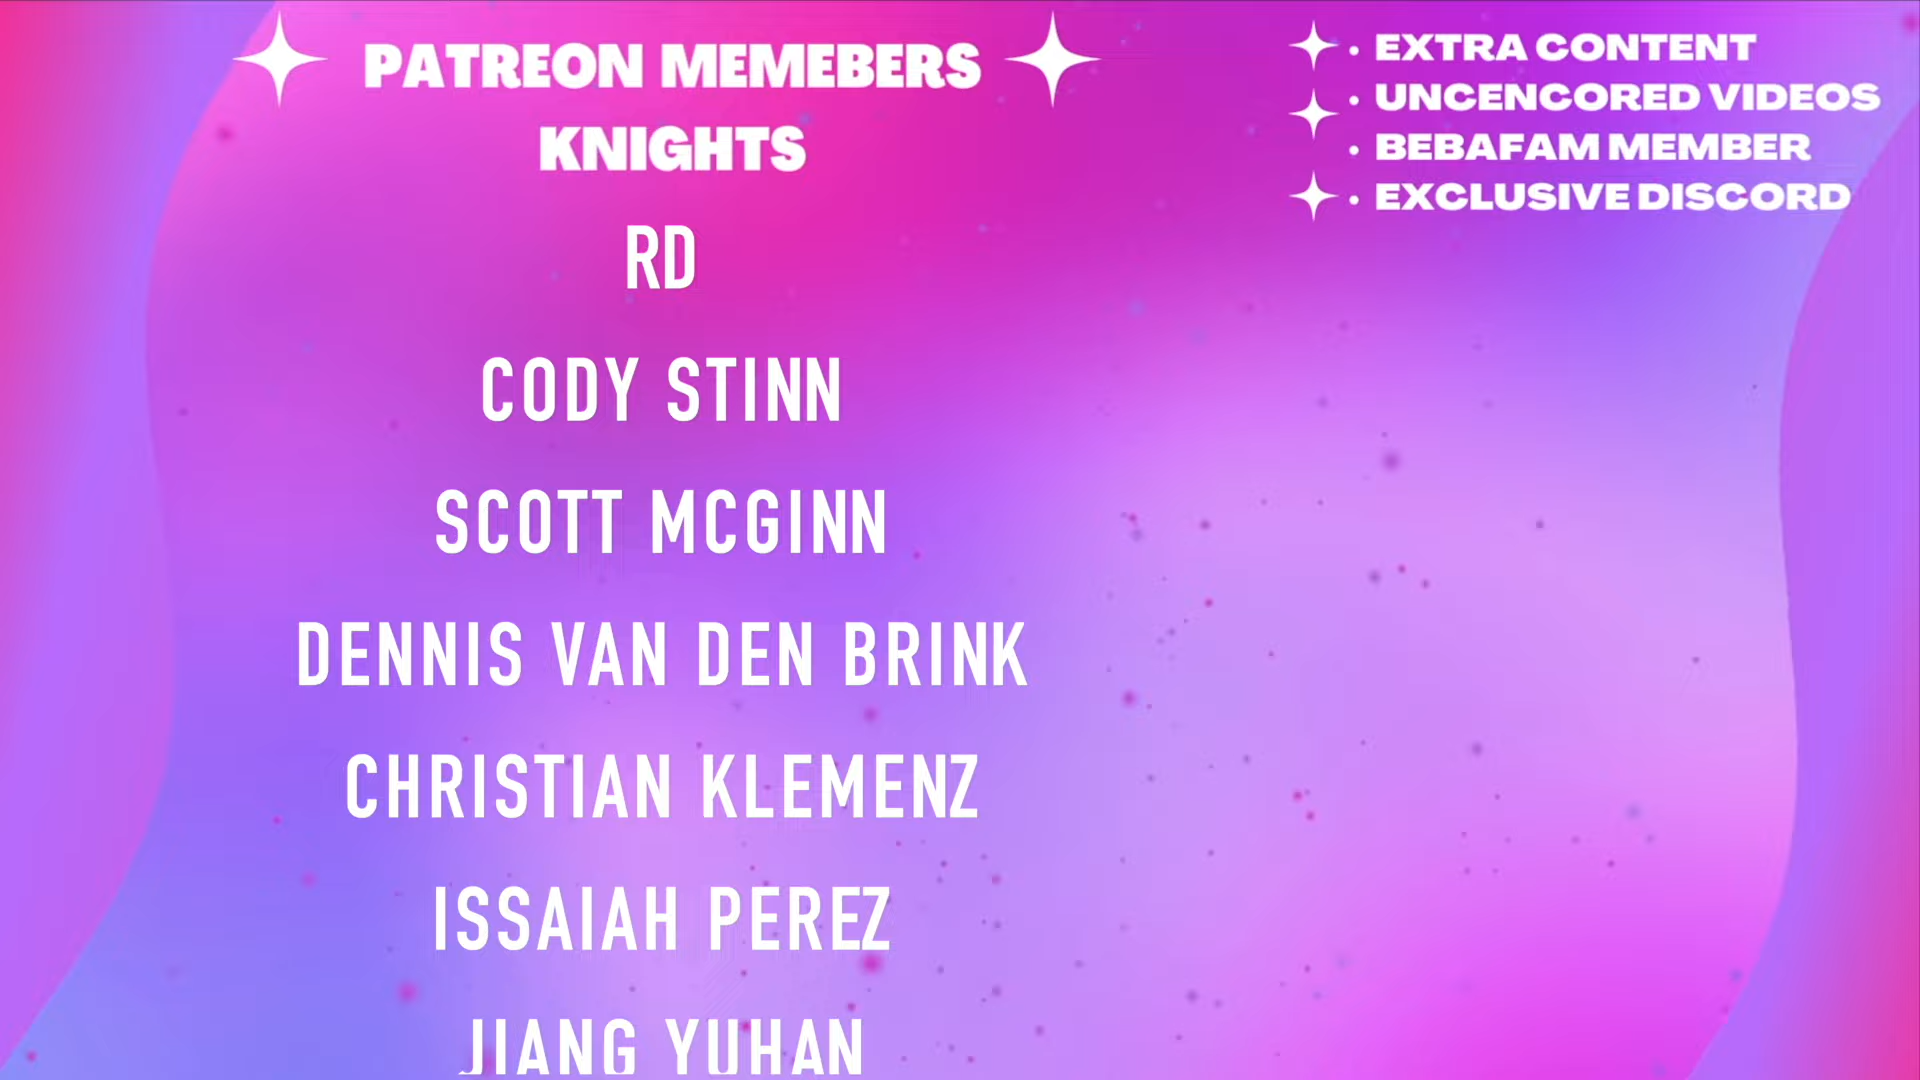 PATREON MEMEBERS
KNIGHTS
RD
CODY STINN
SCOTT MCGINN
DENNIS VAN DEN BRINK
CHRISTIAN KLEMENZ
ISSAIAH PEREZ
JIANG YUHAN
• EXTRA CONTENT
• UNCENCORED VIDEOS
• BEBAFAM MEMBER
• EXCLUSIVE DISCORD